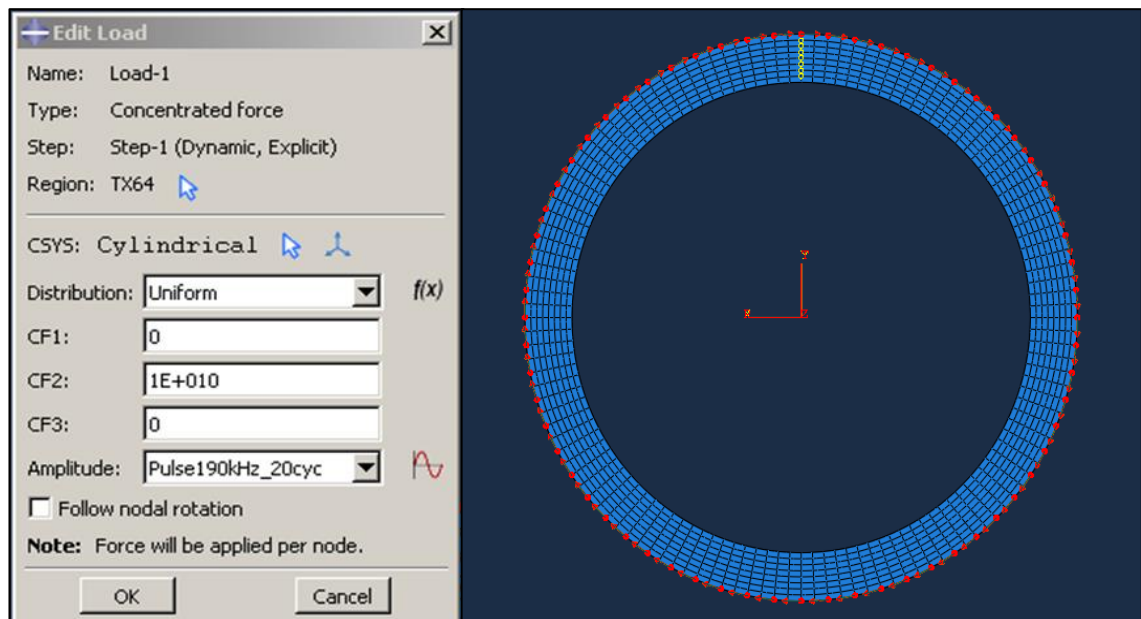 Edit Load
Name: Load-1
Type: Concentrated force
Step: Step-1 (Dynamic, Explicit)
Region: TX64
CSYS: Cylindrical
Distribution: Uniform f(x)
CF1: 0
CF2: 1E+010
CF3: 0
Amplitude: Pulse190kHz_20cyc
Follow nodal rotation
Note: Force will be applied per node.
OK Cancel